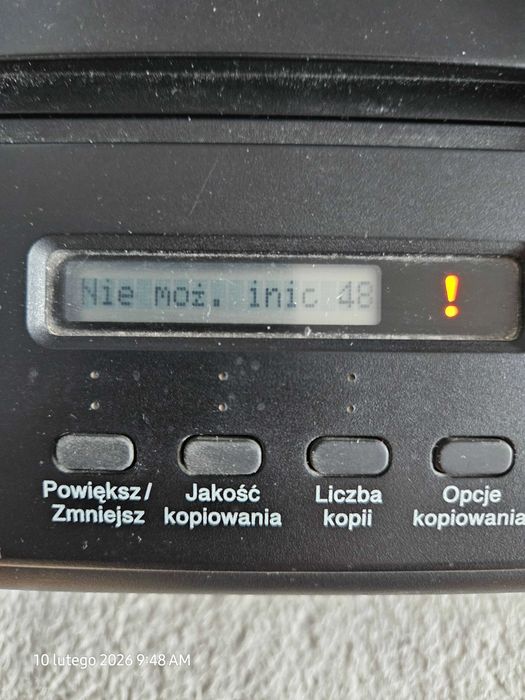 Nie moż. inic 48
!
Powiększ/ Jakość Liczba Opcje
Zmniejsz kopiowania kopii kopiowania
10 lutego 2026 9:48 AM